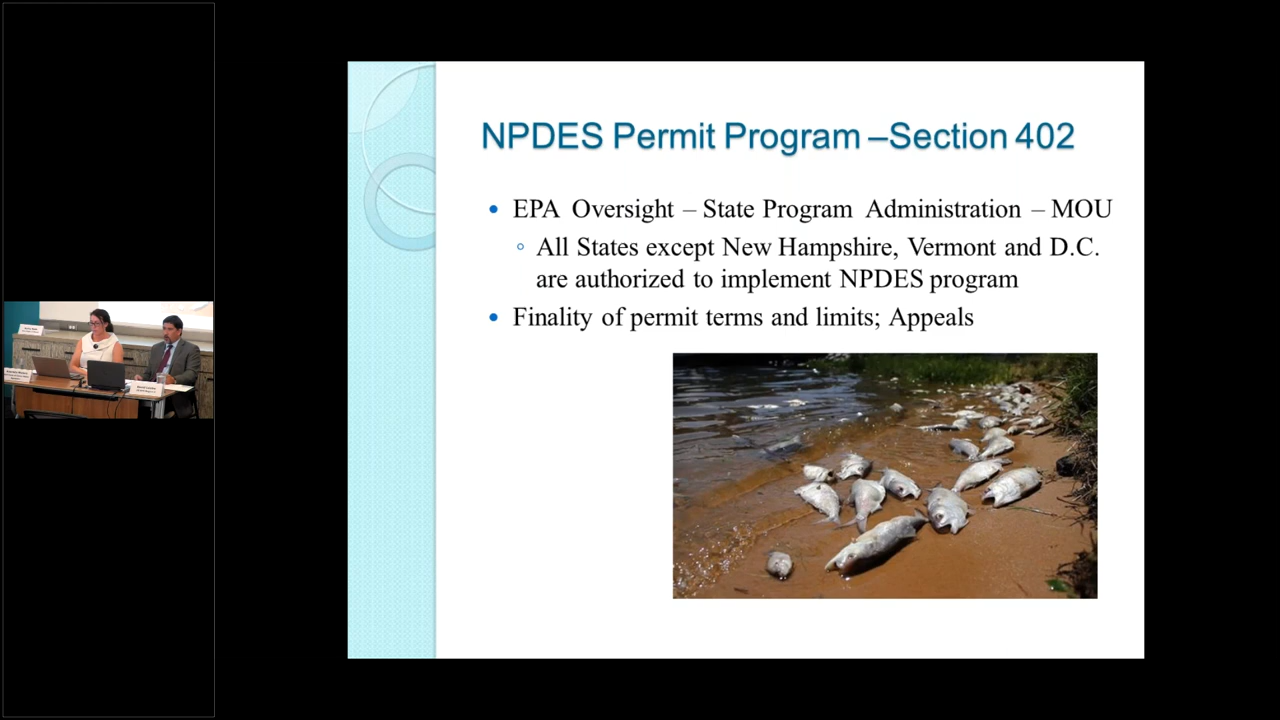 NPDES Permit Program –Section 402
EPA Oversight – State Program Administration – MOU
All States except New Hampshire, Vermont and D.C.
are authorized to implement NPDES program
Finality of permit terms and limits; Appeals